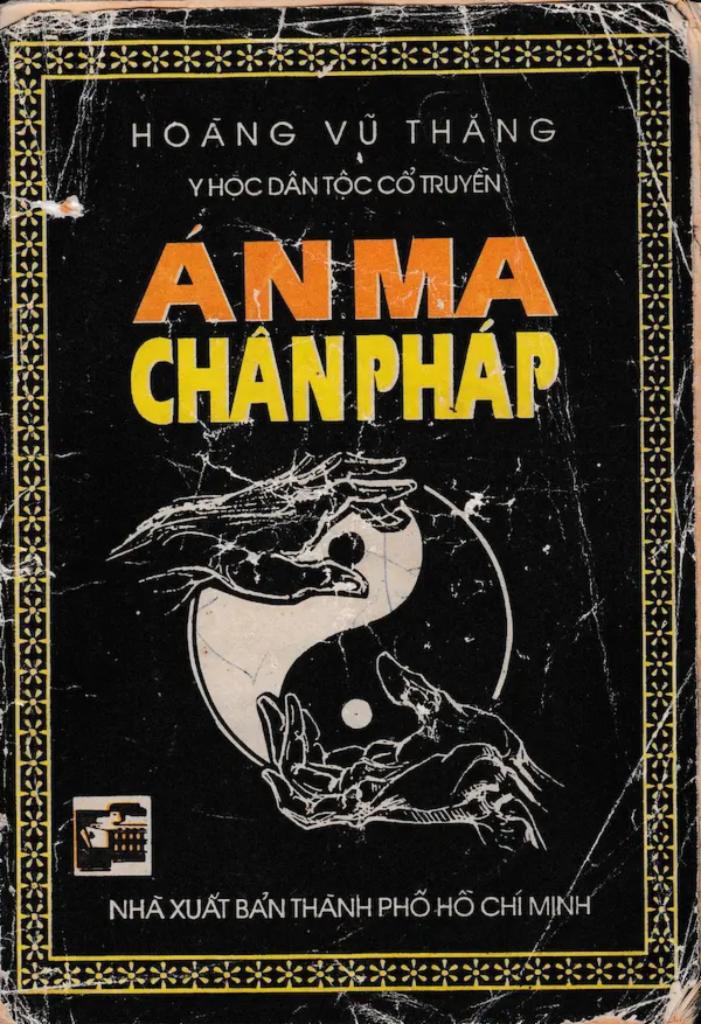 HOÀNG VŨ THĂNG
Y HỌC DÂN TỘC CỔ TRUYỀN
ÁN MA
CHÂN PHÁP
NHÀ XUẤT BẢN THÀNH PHỐ HỒ CHÍ MINH